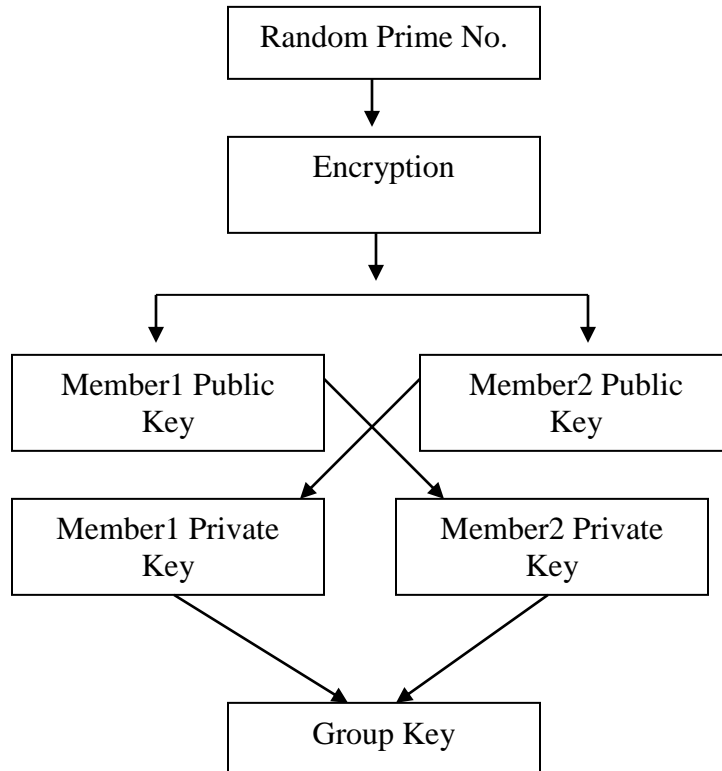 Random Prime No.
Encryption
Member1 Public
Key
Member2 Public
Key
Member1 Private
Key
Member2 Private
Key
Group Key